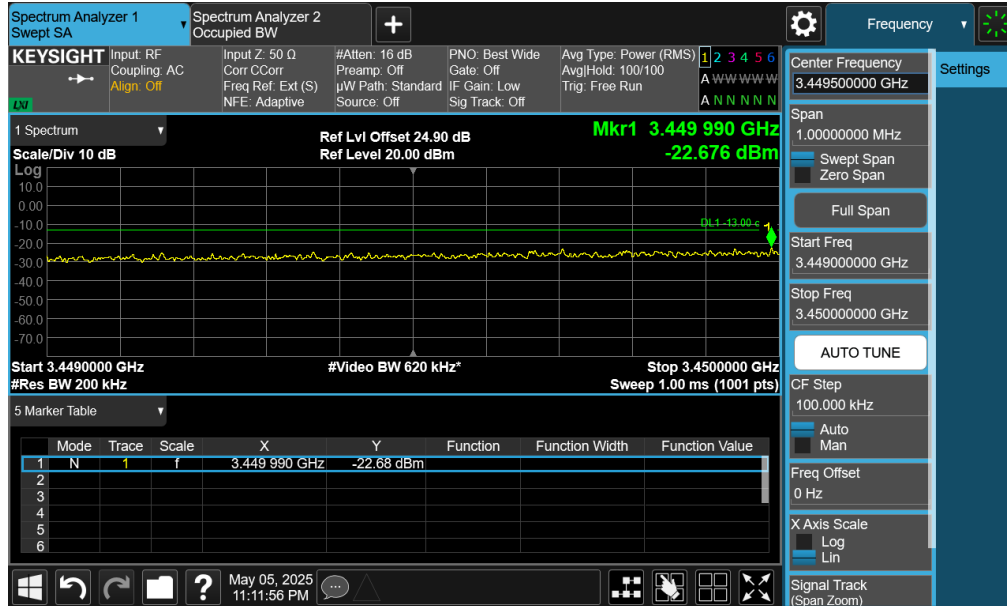 Spectrum Analyzer 1
Swept SA
Spectrum Analyzer 2
Occupied BW
Frequency
KEYSIGHT
Input: RF
Coupling: AC
Align: Off
LXI
Input Z: 50 Ω
Corr CCorr
Freq Ref: Ext (S)
NFE: Adaptive
#Atten: 16 dB
Preamp: Off
µW Path: Standard
Source: Off
PNO: Best Wide
Gate: Off
IF Gain: Low
Sig Track: Off
Avg Type: Power (RMS)
Avg|Hold: 100/100
Trig: Free Run
1 2 3 4 5 6
A W W W W W
A N N N N N
1 Spectrum
Scale/Div 10 dB
Ref Lvl Offset 24.90 dB
Ref Level 20.00 dBm
Mkr1 3.449 990 GHz
-22.676 dBm
Log
10.0
0.00
-10.0
-20.0
-30.0
-40.0
-50.0
-60.0
-70.0
DL1 -13.00
1
Start 3.4490000 GHz
#Res BW 200 kHz
#Video BW 620 kHz*
Stop 3.4500000 GHz
Sweep 1.00 ms (1001 pts)
5 Marker Table
Mode Trace Scale X Y Function Function Width Function Value
1 N 1 f 3.449 990 GHz -22.68 dBm
2
3
4
5
6
Center Frequency
3.449500000 GHz
Span
1.00000000 MHz
Swept Span
Zero Span
Full Span
Start Freq
3.449000000 GHz
Stop Freq
3.450000000 GHz
AUTO TUNE
CF Step
100.000 kHz
Auto
Man
Freq Offset
0 Hz
X Axis Scale
Log
Lin
Signal Track
(Span Zoom)
Settings
?
May 05, 2025
11:11:56 PM